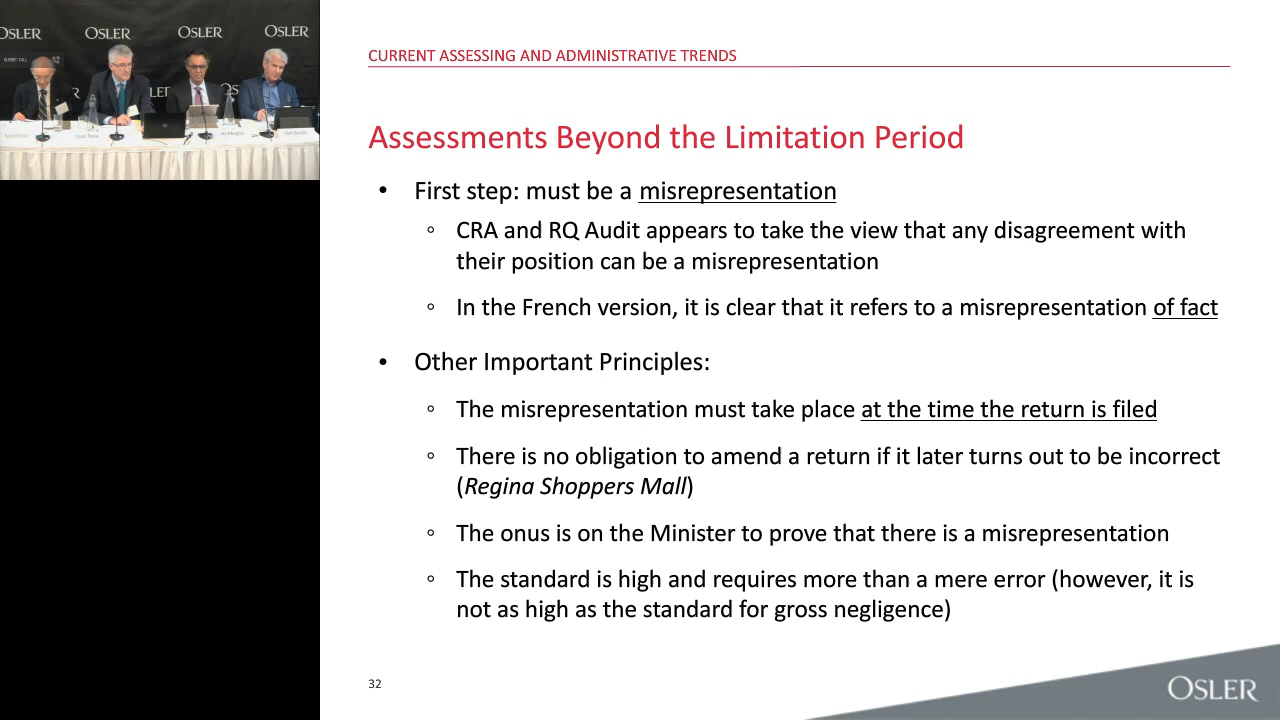 OSLER
OSLER
OSLER
OSLER
CURRENT ASSESSING AND ADMINISTRATIVE TRENDS
Assessments Beyond the Limitation Period
• First step: must be a misrepresentation
◦ CRA and RQ Audit appears to take the view that any disagreement with
their position can be a misrepresentation
◦ In the French version, it is clear that it refers to a misrepresentation of fact
• Other Important Principles:
◦ The misrepresentation must take place at the time the return is filed
◦ There is no obligation to amend a return if it later turns out to be incorrect
(Regina Shoppers Mall)
◦ The onus is on the Minister to prove that there is a misrepresentation
◦ The standard is high and requires more than a mere error (however, it is
not as high as the standard for gross negligence)
32
OSLER